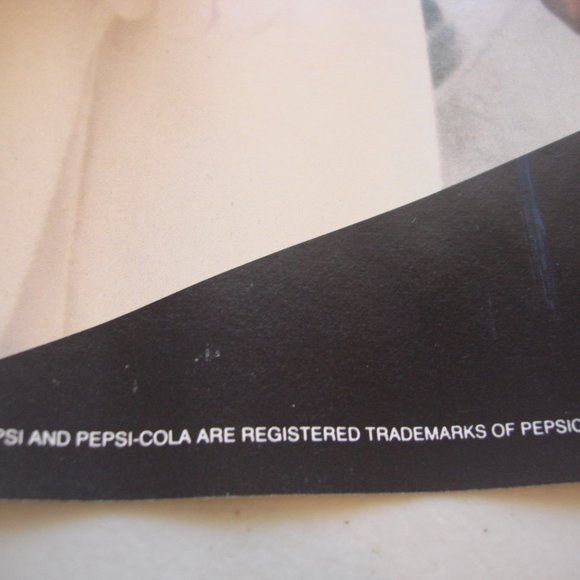 PSI AND PEPSI-COLA ARE REGISTERED TRADEMARKS OF PEPSIC